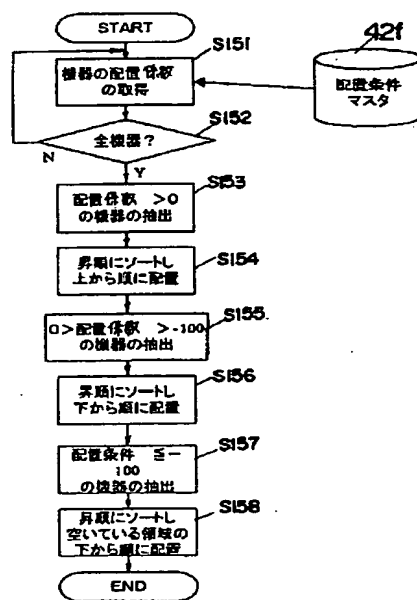 START
S151
42f
機器の配置係数
の取得
配置条件
マスタ
S152
全機器?
N
Y
S153
配置係数 >0
の機器の抽出
S154
昇順にソートし
上から順に配置
S155
0>配置係数 >-100
の機器の抽出
S156
昇順にソートし
下から順に配置
S157
配置条件 ≦-
100
の機器の抽出
S158
昇順にソートし
空いている領域の
下から順に配置
END